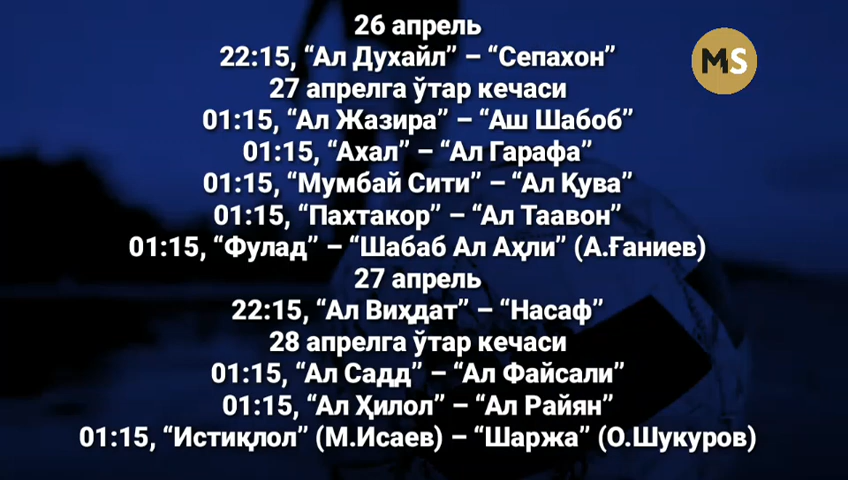 26 апрель
MS
22:15, “Ал Духайл” – “Сепахон”
27 апрелга ўтар кечаси
01:15, “Ал Жазира” – “Аш Шабоб”
01:15, “Ахал” – “Ал Гарафа”
01:15, “Мумбай Сити” – “Ал Қува”
01:15, “Пахтакор” – “Ал Таавон”
01:15, “Фулад” – “Шабаб Ал Аҳли” (А.Ғаниев)
27 апрель
22:15, “Ал Виҳдат” – “Насаф”
28 апрелга ўтар кечаси
01:15, “Ал Садд” – “Ал Файсали”
01:15, “Ал Ҳилол” – “Ал Райян”
01:15, “Истиқлол” (М.Исаев) – “Шаржа” (О.Шукуров)